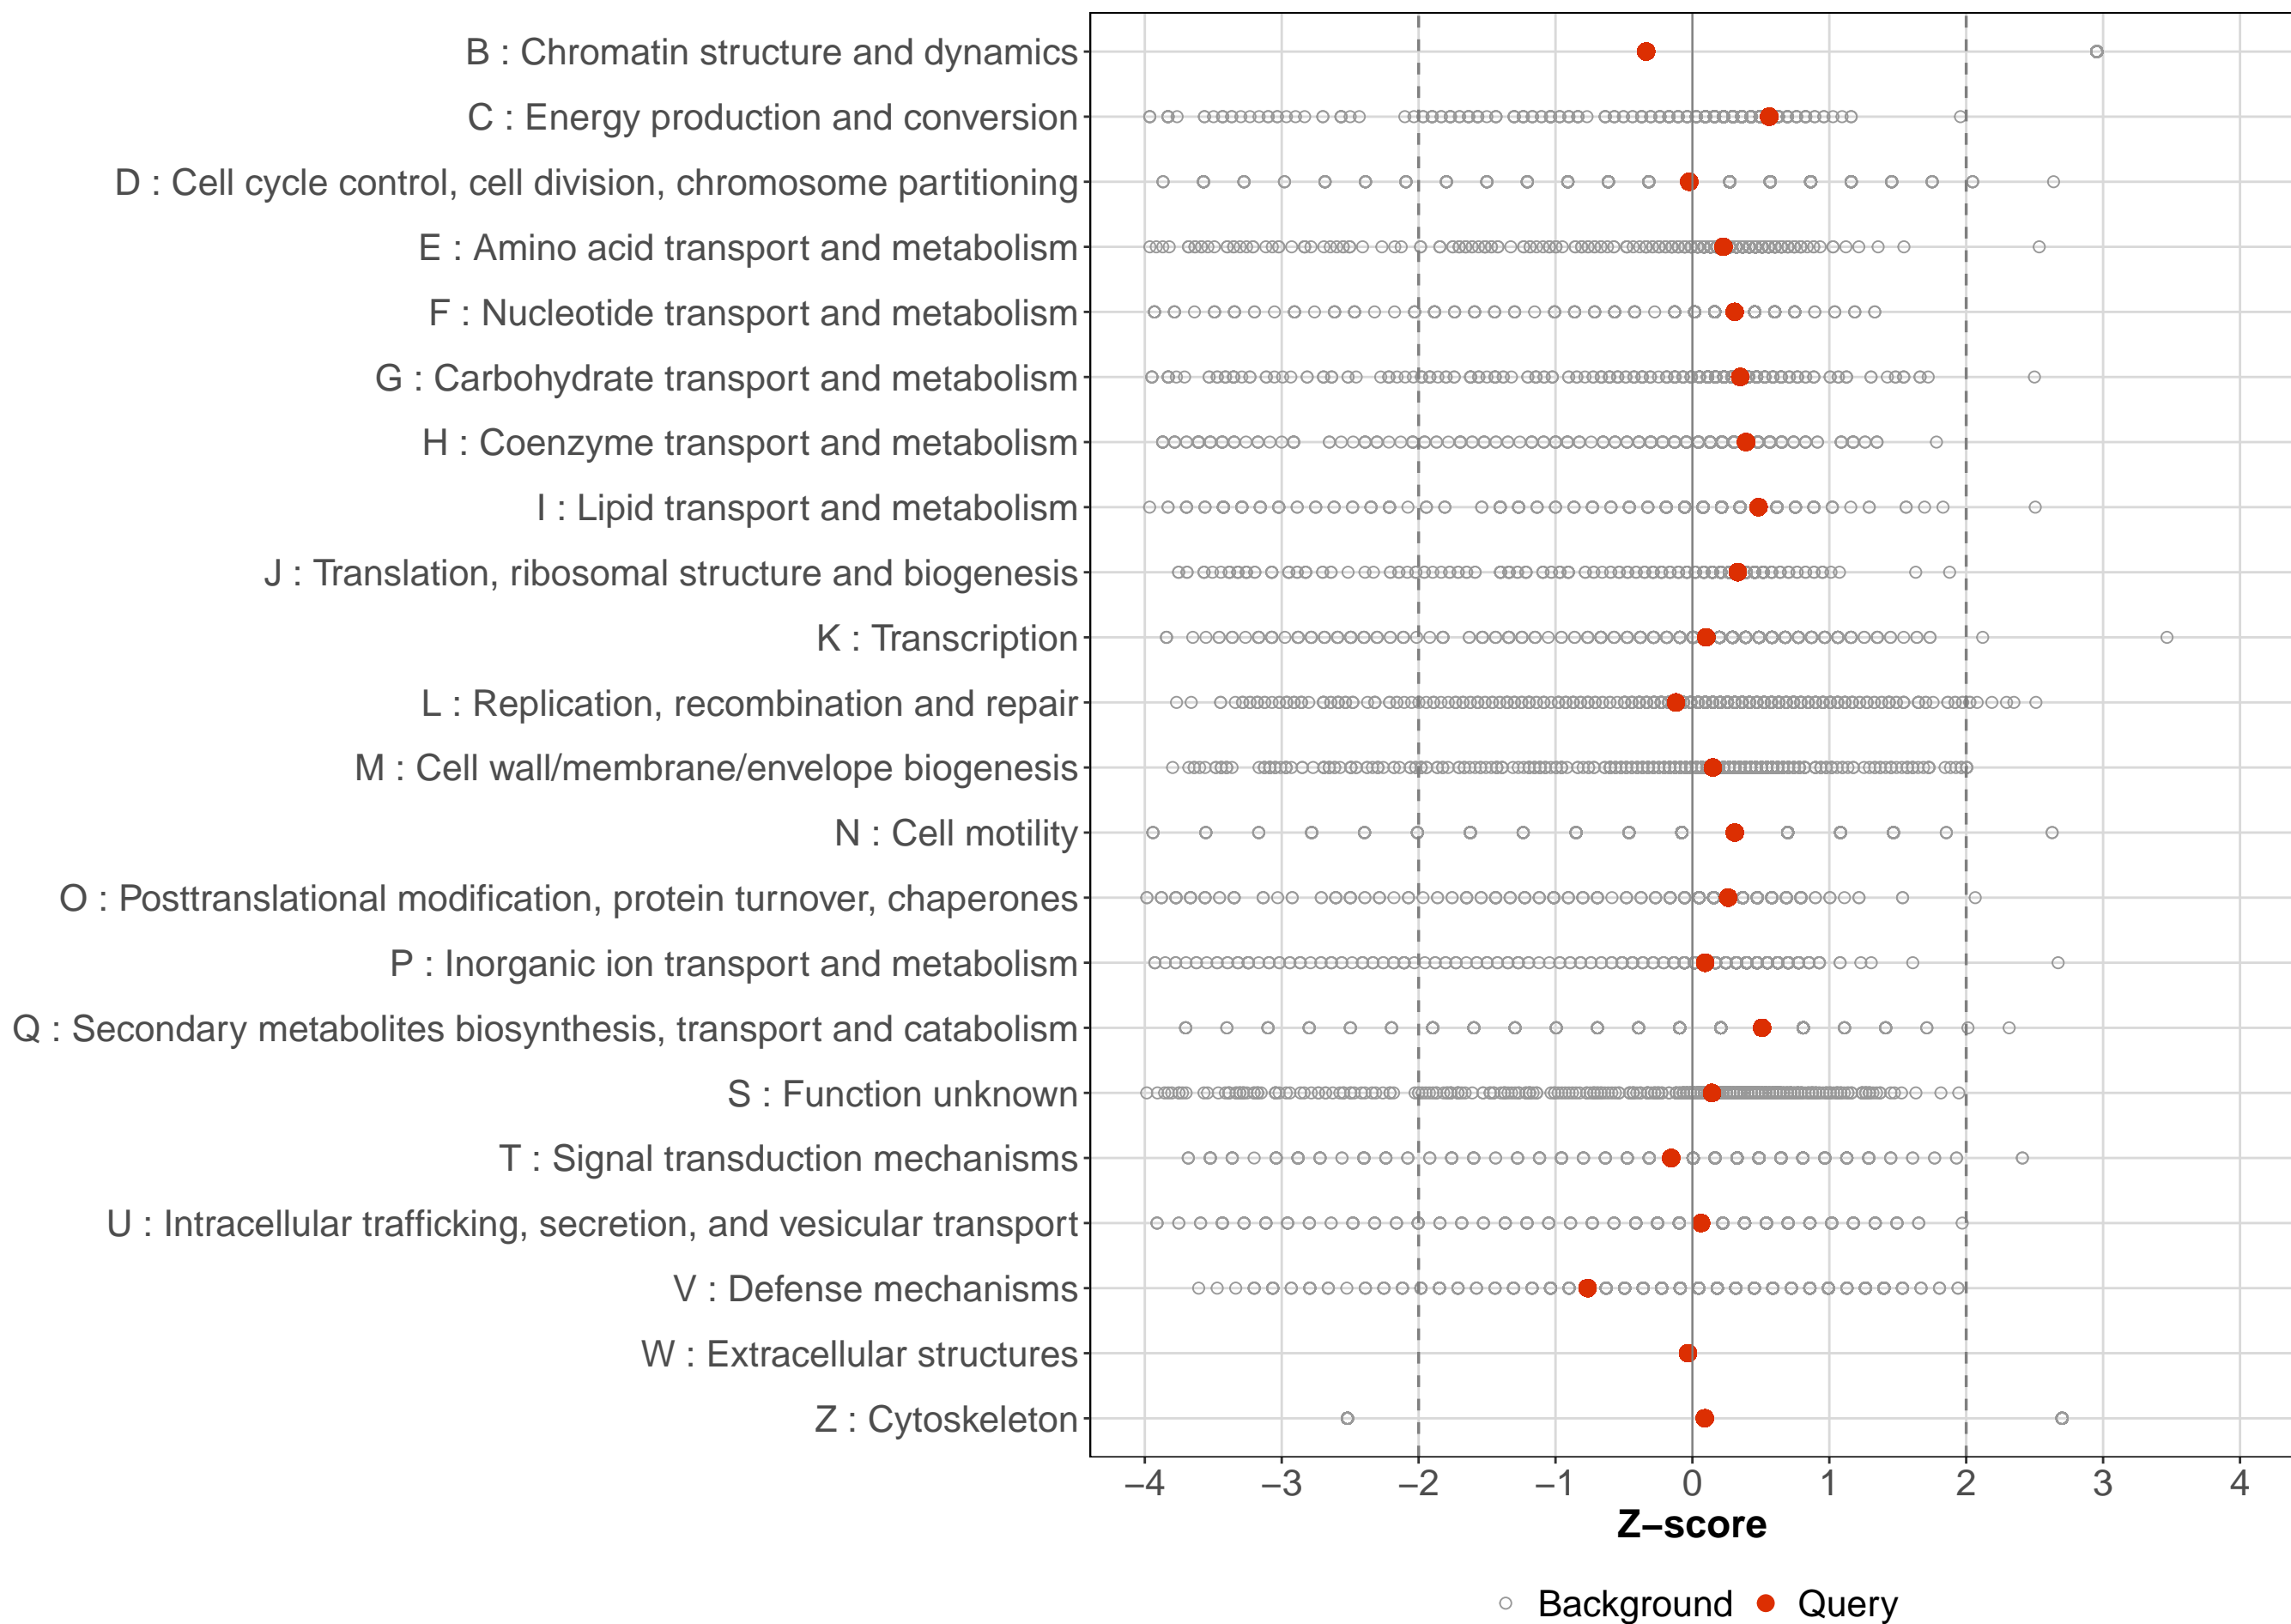 B : Chromatin structure and dynamics
C : Energy production and conversion
D : Cell cycle control, cell division, chromosome partitioning
E : Amino acid transport and metabolism
F : Nucleotide transport and metabolism
G : Carbohydrate transport and metabolism
H : Coenzyme transport and metabolism
I : Lipid transport and metabolism
J : Translation, ribosomal structure and biogenesis
K : Transcription
L : Replication, recombination and repair
M : Cell wall/membrane/envelope biogenesis
N : Cell motility
O : Posttranslational modification, protein turnover, chaperones
P : Inorganic ion transport and metabolism
Q : Secondary metabolites biosynthesis, transport and catabolism
S : Function unknown
T : Signal transduction mechanisms
U : Intracellular trafficking, secretion, and vesicular transport
V : Defense mechanisms
W : Extracellular structures
Z : Cytoskeleton
−4 −3 −2 −1 0 1 2 3 4
Z−score
Background Query